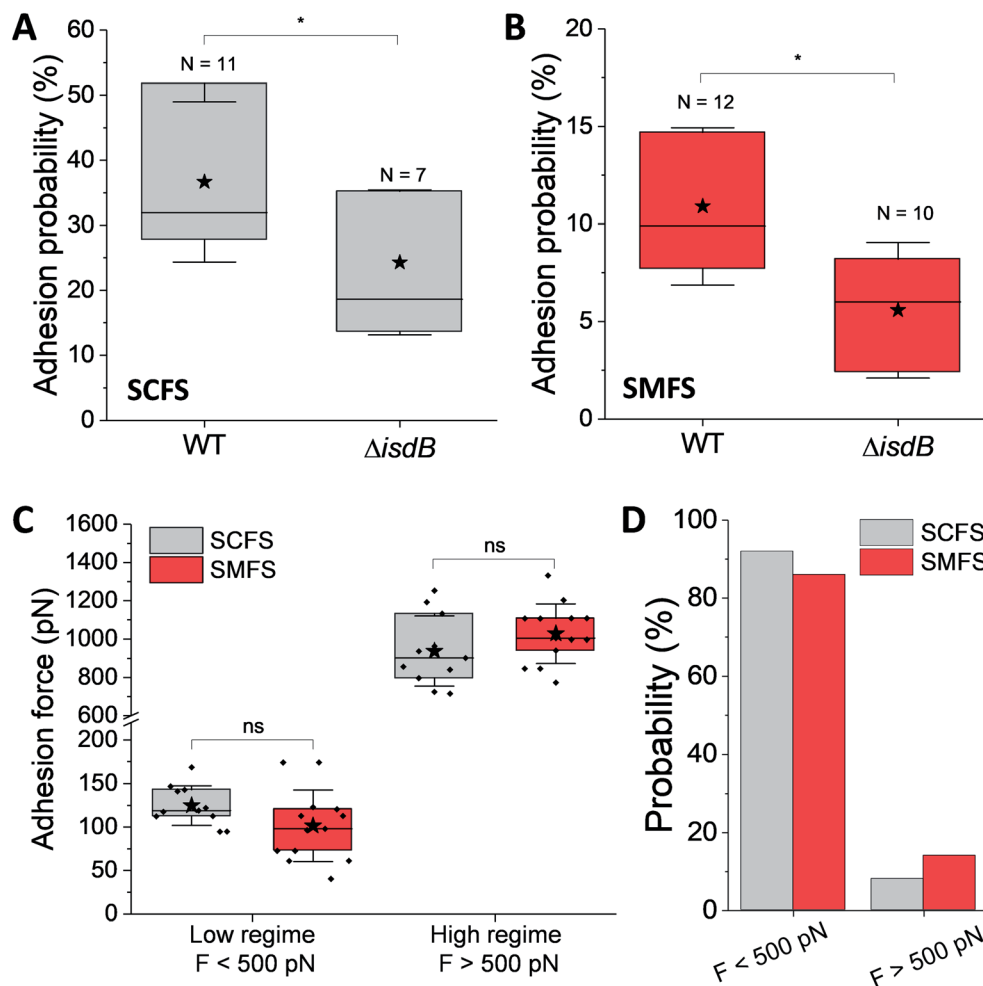 A
Adhesion probability (%)
60
50
40
30
20
10
0
*
N = 11
N = 7
SCFS
WT
ΔisdB
B
Adhesion probability (%)
20
15
10
5
0
*
N = 12
N = 10
SMFS
WT
ΔisdB
C
Adhesion force (pN)
1600
1400
1200
1000
800
600
200
150
100
50
0
SCFS
SMFS
ns
ns
Low regime
F < 500 pN
High regime
F > 500 pN
D
Probability (%)
100
80
60
40
20
0
SCFS
SMFS
F < 500 pN
F > 500 pN